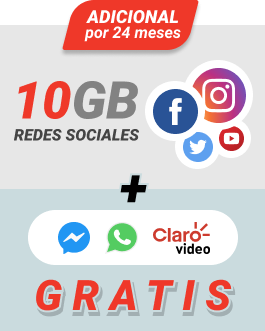 ADICIONAL
por 24 meses
10GB
REDES SOCIALES
+
Claro
video
GRATIS